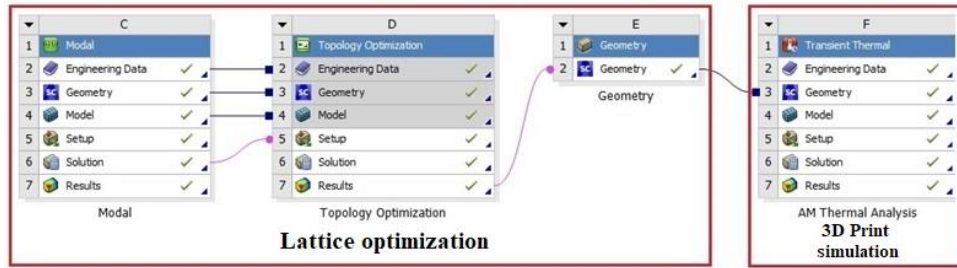 C
1 Modal
2 Engineering Data
3 Geometry
4 Model
5 Setup
6 Solution
7 Results
Modal
D
1 Topology Optimization
2 Engineering Data
3 Geometry
4 Model
5 Setup
6 Solution
7 Results
Topology Optimization
E
1 Geometry
2 Geometry
Geometry
Lattice optimization
F
1 Transient Thermal
2 Engineering Data
3 Geometry
4 Model
5 Setup
6 Solution
7 Results
AM Thermal Analysis
3D Print
simulation